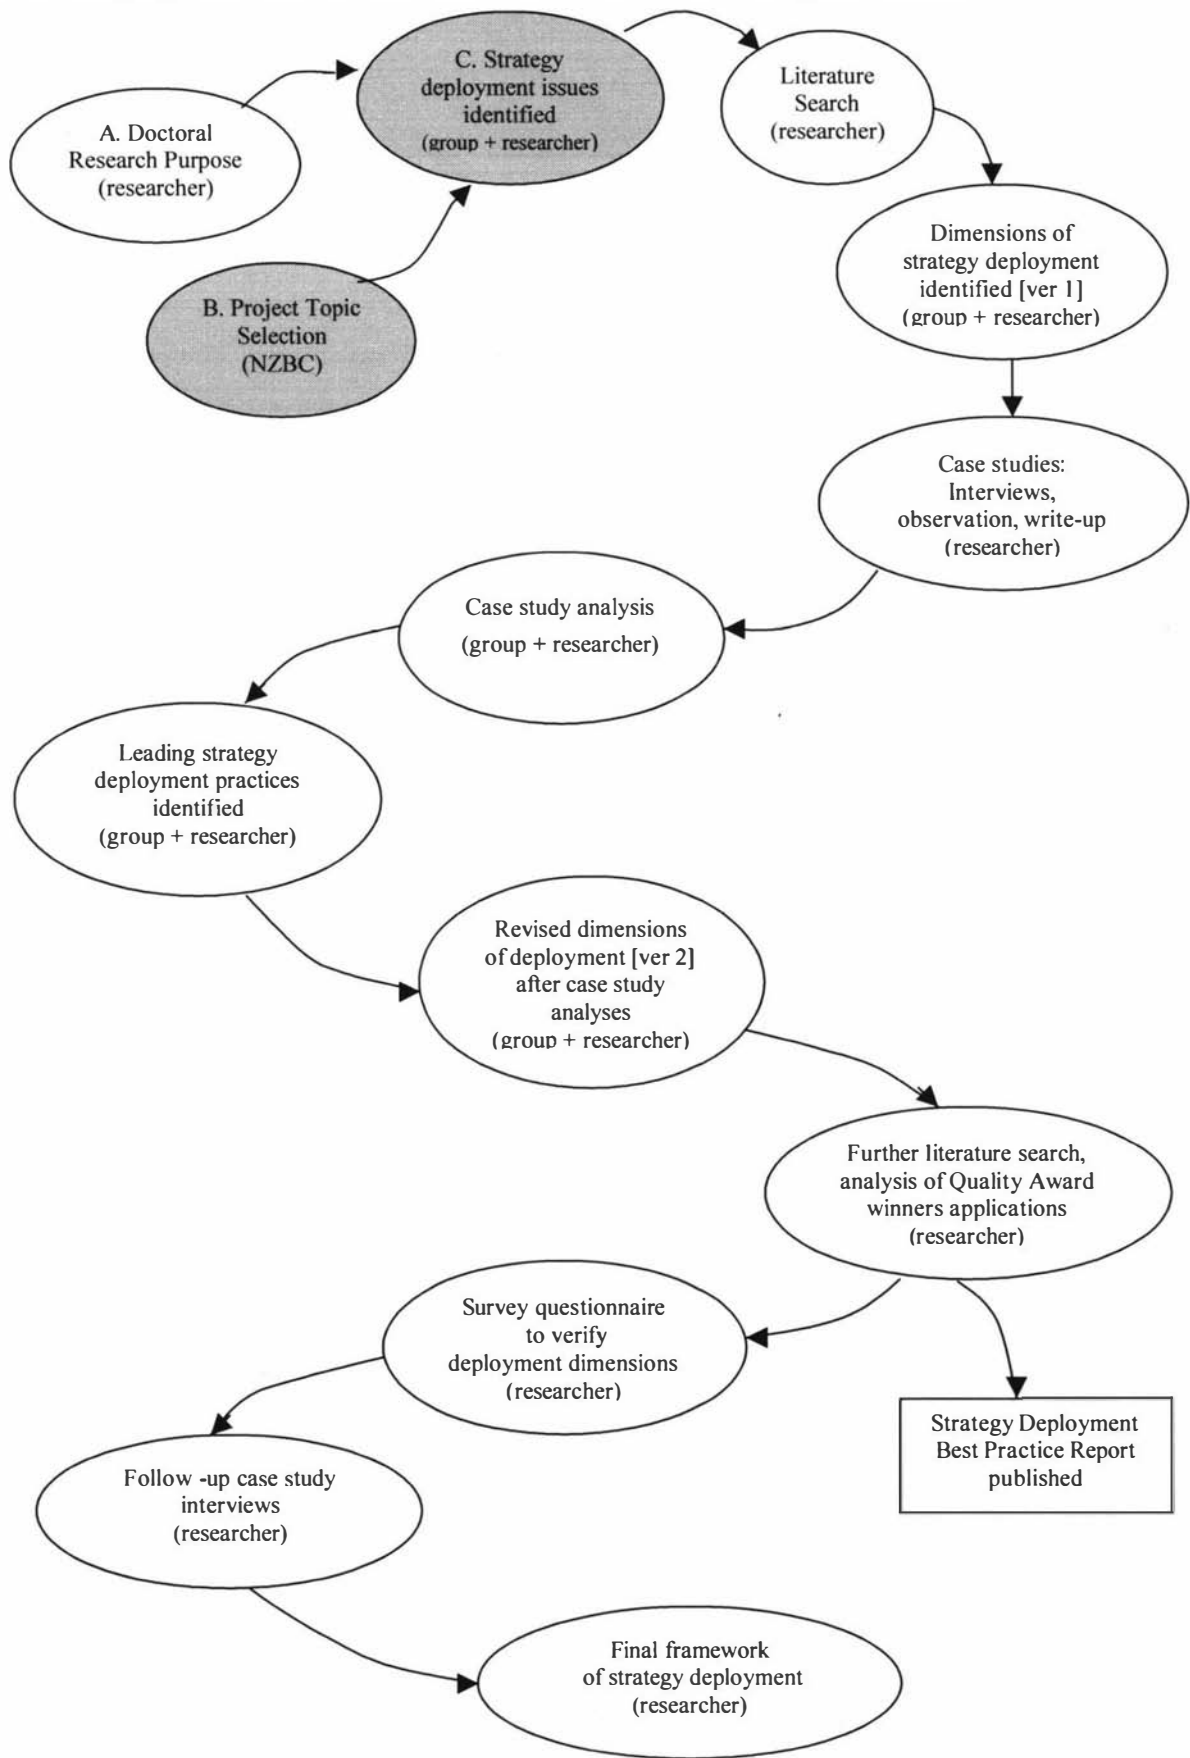 C. Strategy
deployment issues
identified
(group + researcher)
Literature
Search
(researcher)
A. Doctoral
Research Purpose
(researcher)
Dimensions of
strategy deployment
identified [ver 1]
(group + researcher)
B. Project Topic
Selection
(NZBC)
Case studies:
Interviews,
observation, write-up
(researcher)
Case study analysis
(group + researcher)
Leading strategy
deployment practices
identified
(group + researcher)
Revised dimensions
of deployment [ver 2]
after case study
analyses
(group + researcher)
Further literature search,
analysis of Quality Award
winners applications
(researcher)
Survey questionnaire
to verify
deployment dimensions
(researcher)
Strategy Deployment
Best Practice Report
published
Follow -up case study
interviews
(researcher)
Final framework
of strategy deployment
(researcher)